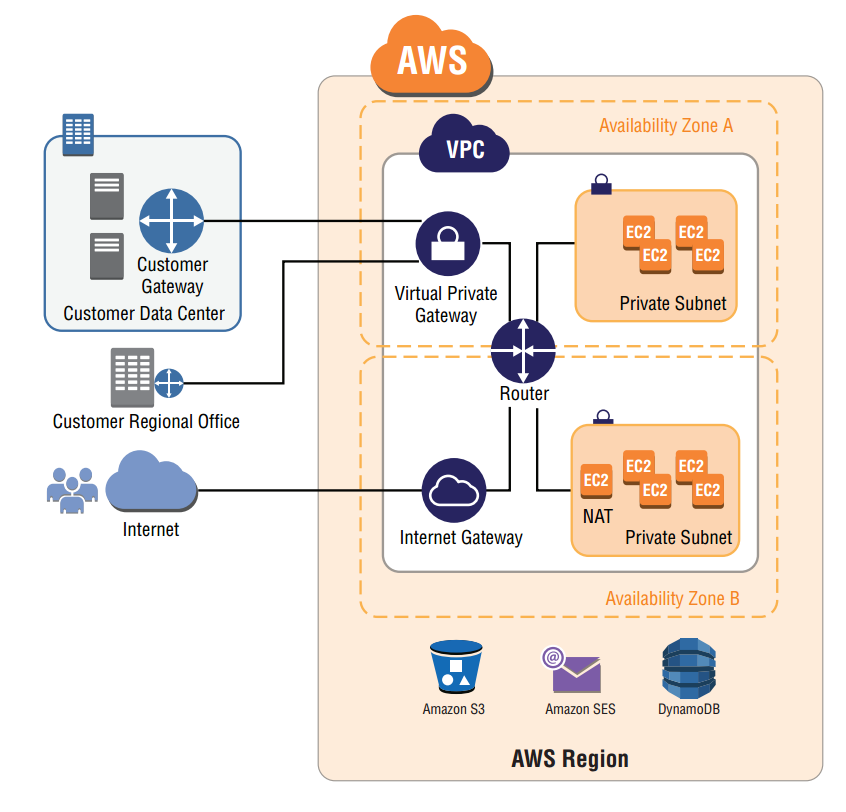 AWS
Availability Zone A
VPC
EC2
EC2
EC2
EC2
Private Subnet
Customer
Gateway
Customer Data Center
Virtual Private
Gateway
Router
Customer Regional Office
Internet
Internet Gateway
EC2
EC2
EC2
EC2
EC2
NAT
Private Subnet
Availability Zone B
@
Amazon S3
Amazon SES
DynamoDB
AWS Region